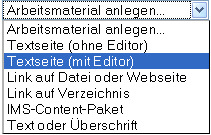 Arbeitsmaterial anlegen...
Arbeitsmaterial anlegen...
Textseite (ohne Editor)
Textseite (mit Editor)
Link auf Datei oder Webseite
Link auf Verzeichnis
IMS-Content-Paket
Text oder Überschrift